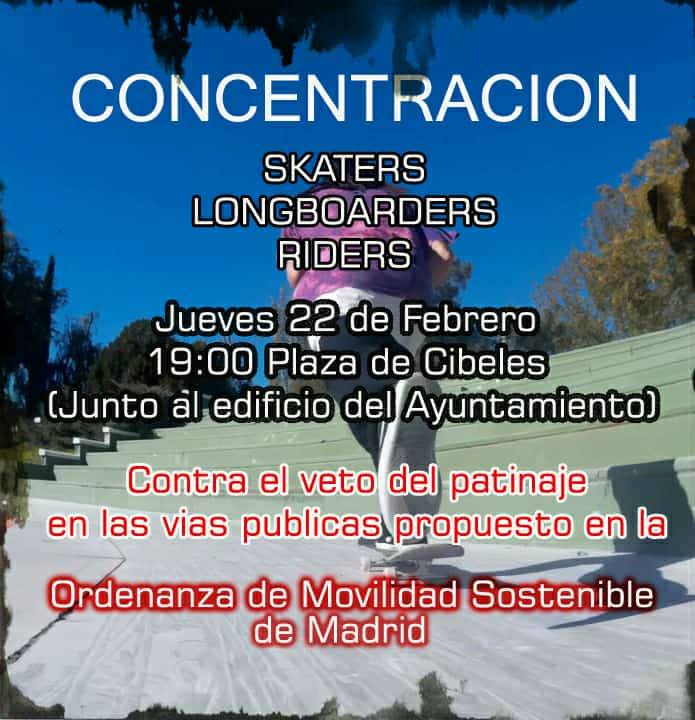 CONCENTRACION
SKATERS
LONGBOARDERS
RIDERS
Jueves 22 de Febrero
19:00 Plaza de Cibeles
(Junto al edificio del Ayuntamiento)
Contra el veto del patinaje
en las vias publicas propuesto en la
Ordenanza de Movilidad Sostenible
de Madrid